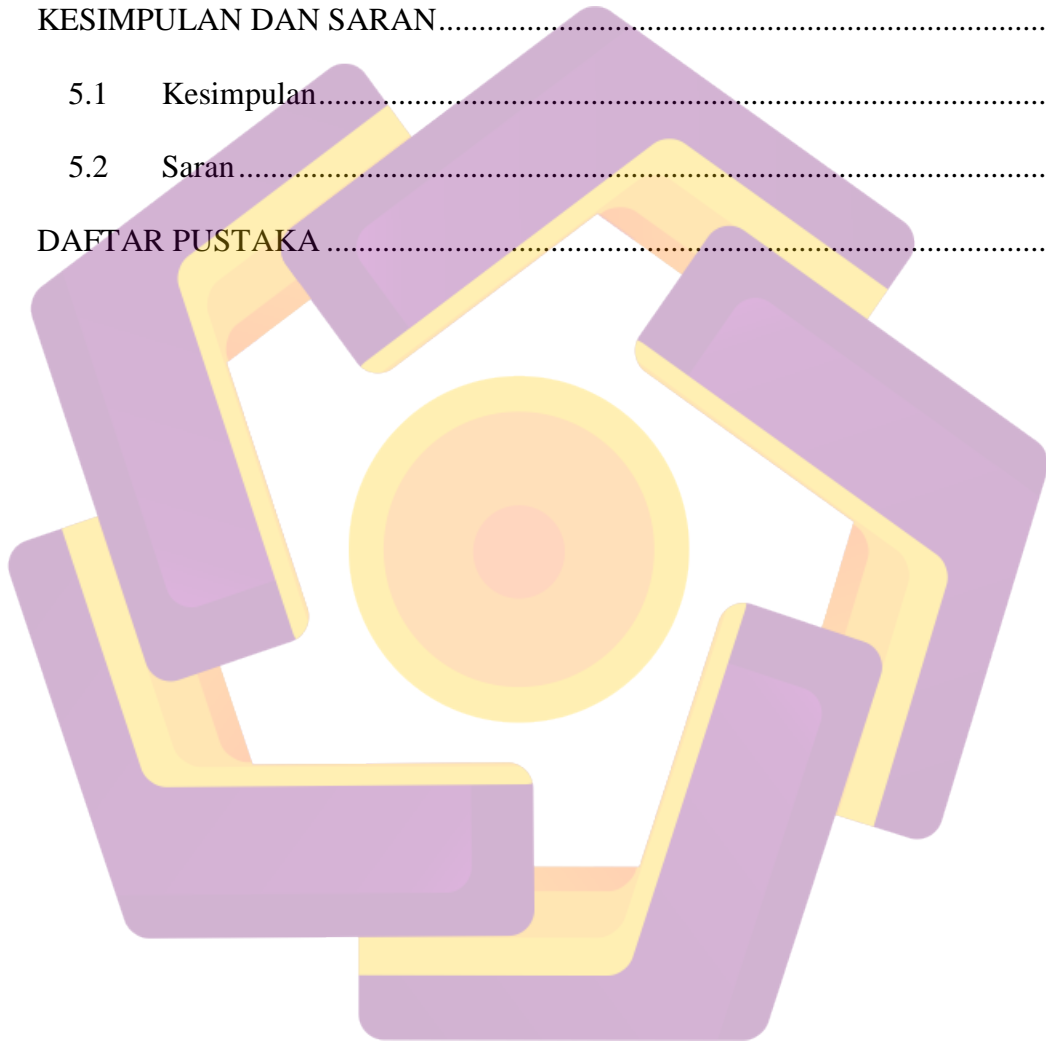 KESIMPULAN DAN SARAN........................................................................
5.1 Kesimpulan........................................................................................
5.2 Saran.................................................................................................
DAFTAR PUSTAKA.......................................................................................